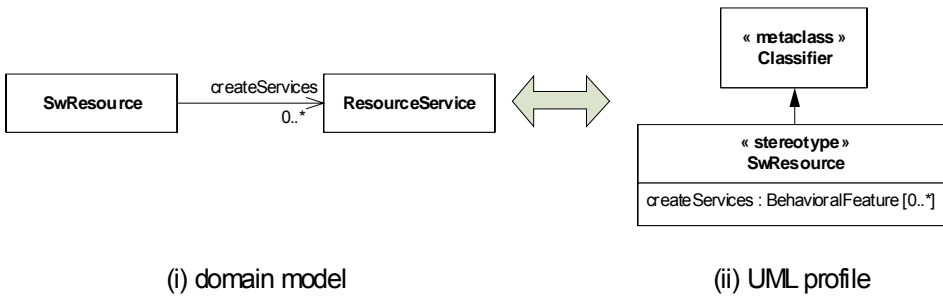 SwResource
createServices
0..*
ResourceService
« metaclass »
Classifier
« stereotype »
SwResource
createServices : BehavioralFeature [0..*]
(i) domain model
(ii) UML profile